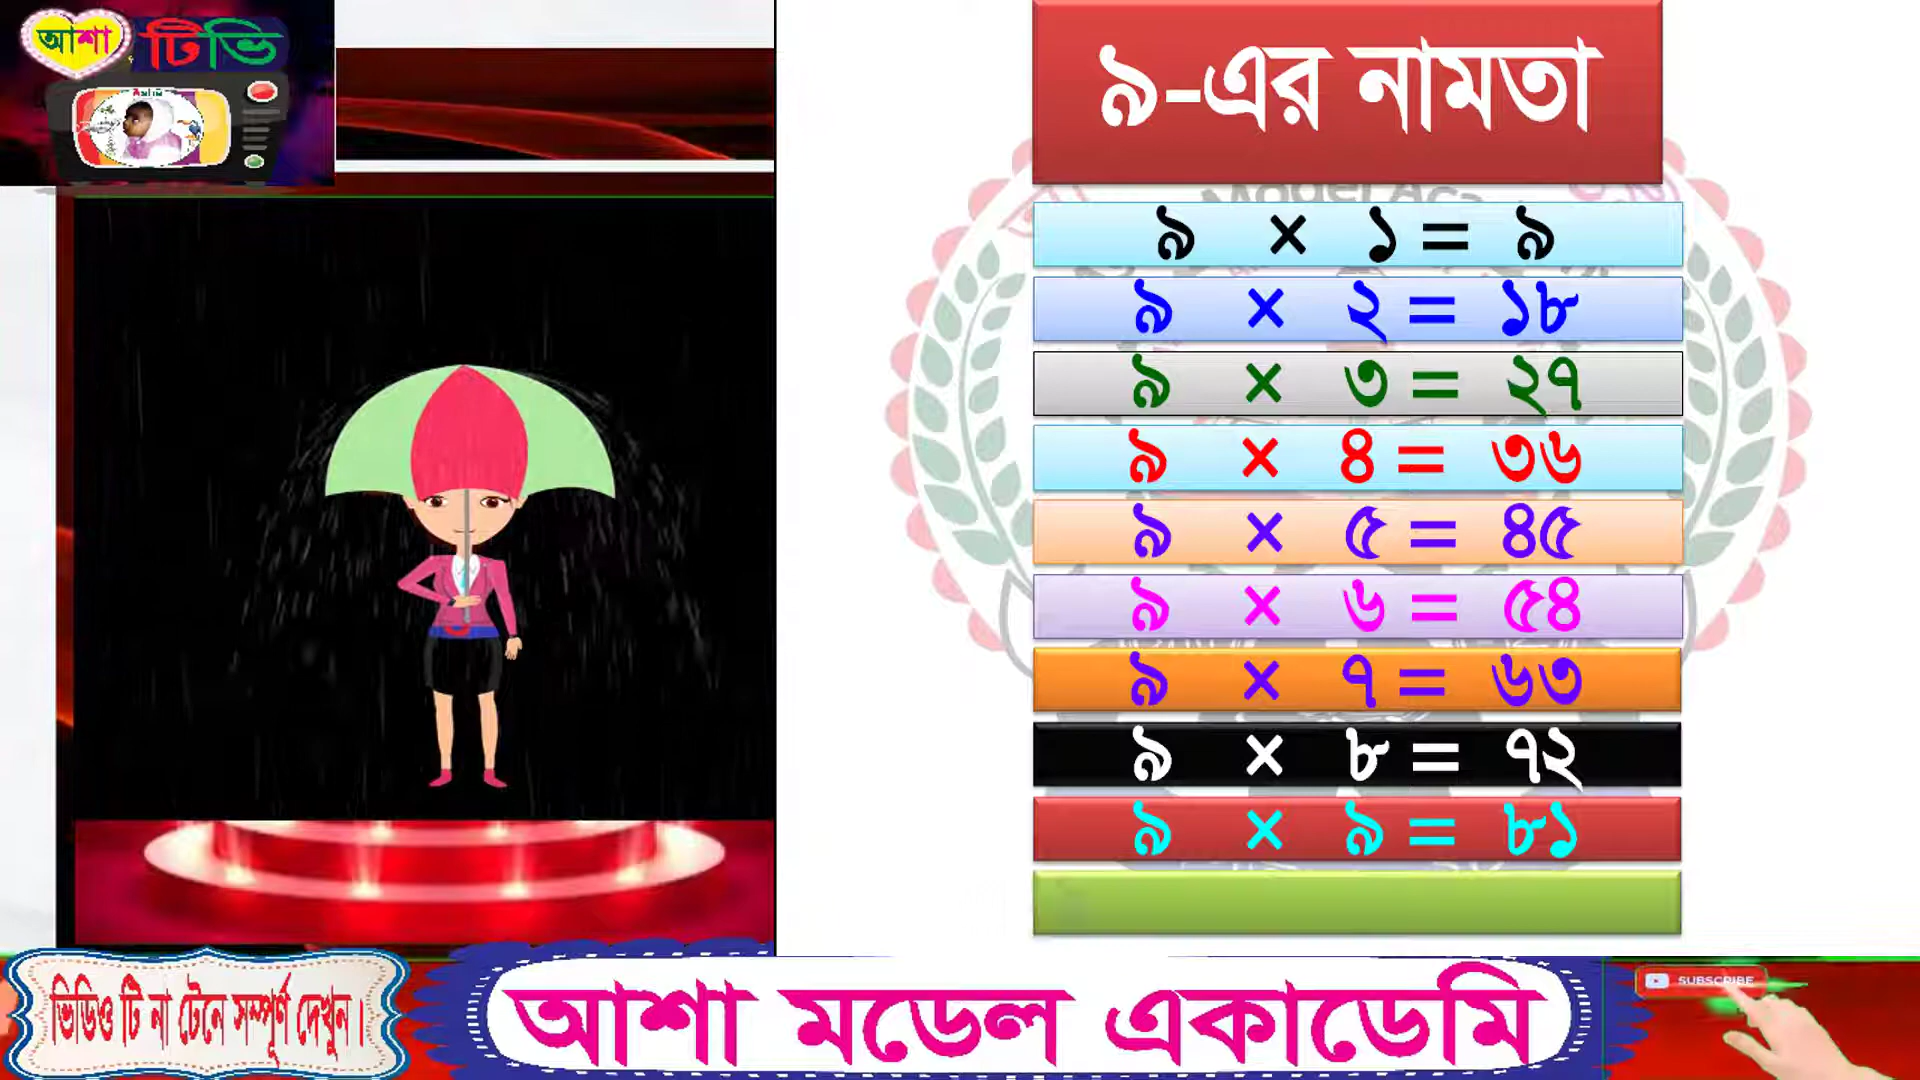 আশা টিভি
৯-এর নামতা
৯ × ১ = ৯
৯ × ২ = ১৮
৯ × ৩ = ২৭
৯ × ৪ = ৩৬
৯ × ৫ = ৪৫
৯ × ৬ = ৫৪
৯ × ৭ = ৬৩
৯ × ৮ = ৭২
৯ × ৯ = ৮১
ভিডিও টি না টেনে সম্পূর্ণ দেখুন।
আশা মডেল একাডেমি
SUBSCRIBE